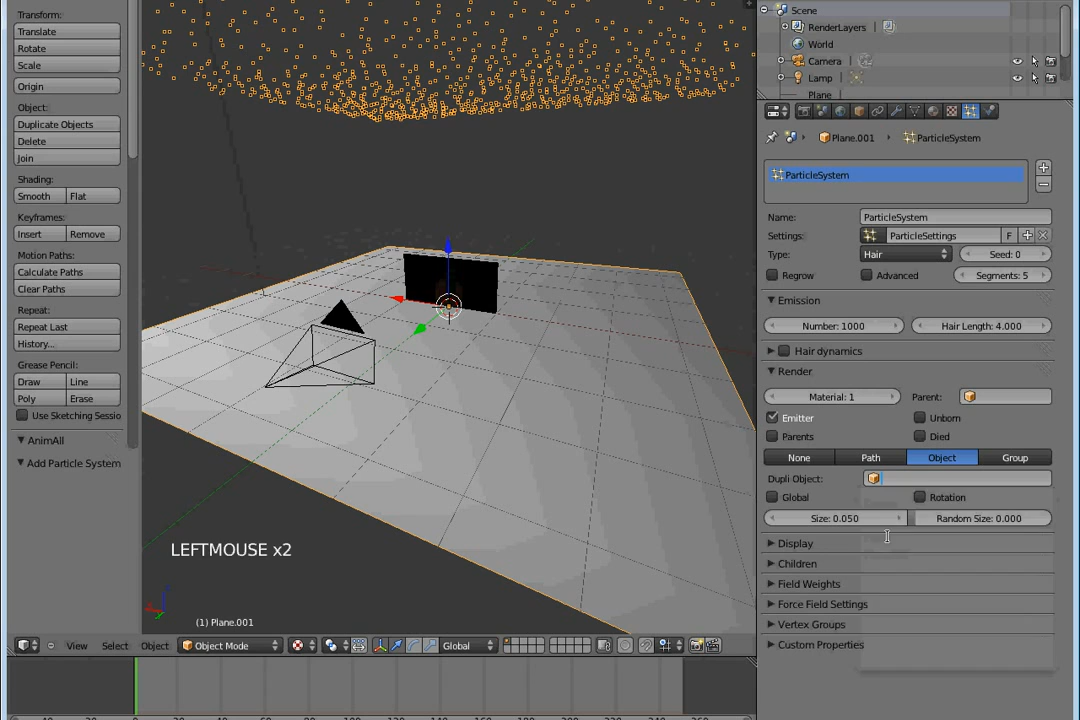 Transform:
Translate
Rotate
Scale
Origin
Object:
Duplicate Objects
Delete
Join
Shading:
Smooth Flat
Keyframes:
Insert Remove
Motion Paths:
Calculate Paths
Clear Paths
Repeat:
Repeat Last
History...
Grease Pencil:
Draw Line
Poly Erase
Use Sketching Sessio
AnimAll
Add Particle System
LEFTMOUSE x2
(1) Plane.001
View Select Object Object Mode Global
Scene
RenderLayers
World
Camera
Lamp
Plane
Plane.001 ParticleSystem
ParticleSystem
Name: ParticleSystem
Settings: ParticleSettings F
Type: Hair Seed: 0
Regrow Advanced Segments: 5
Emission
Number: 1000 Hair Length: 4.000
Hair dynamics
Render
Material: 1 Parent:
Emitter Unborn
Parents Died
None Path Object Group
Dupli Object:
Global Rotation
Size: 0.050 Random Size: 0.000
Display
Children
Field Weights
Force Field Settings
Vertex Groups
Custom Properties